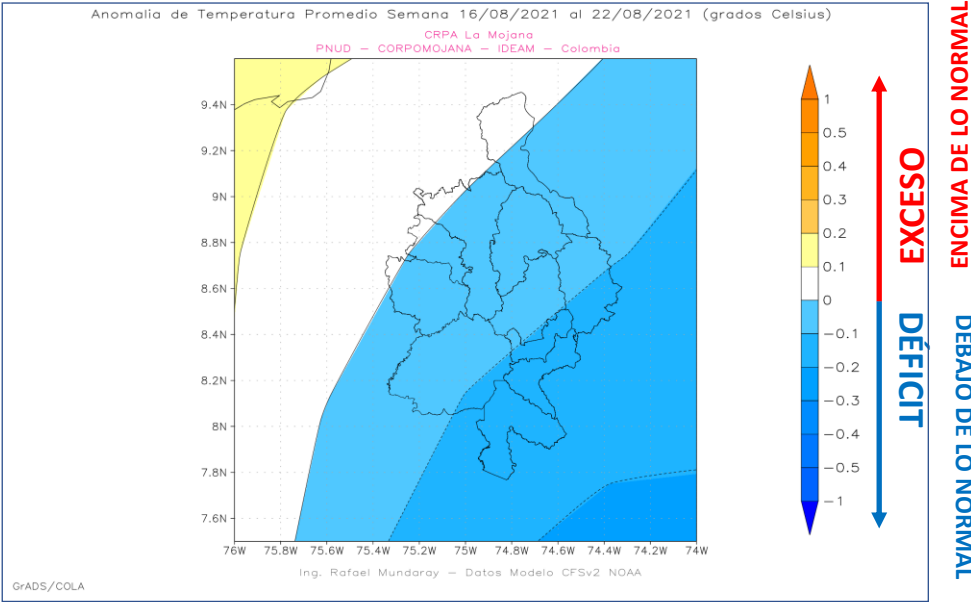 Anomalia de Temperatura Promedio Semana 16/08/2021 al 22/08/2021 (grados Celsius)
CRPA La Mojana
PNUD – CORPOMOJANA – IDEAM – Colombia
9.4N
9.2N
9N
8.8N
8.6N
8.4N
8.2N
8N
7.8N
7.6N
76W 75.8W 75.6W 75.4W 75.2W 75W 74.8W 74.6W 74.4W 74.2W 74W
Ing. Rafael Mundaray – Datos Modelo CFSv2 NOAA
GrADS/COLA
1
0.5
0.4
0.3
0.2
0.1
0
−0.1
−0.2
−0.3
−0.4
−0.5
−1
EXCESO
DÉFICIT
ENCIMA DE LO NORMAL
DEBAJO DE LO NORMAL